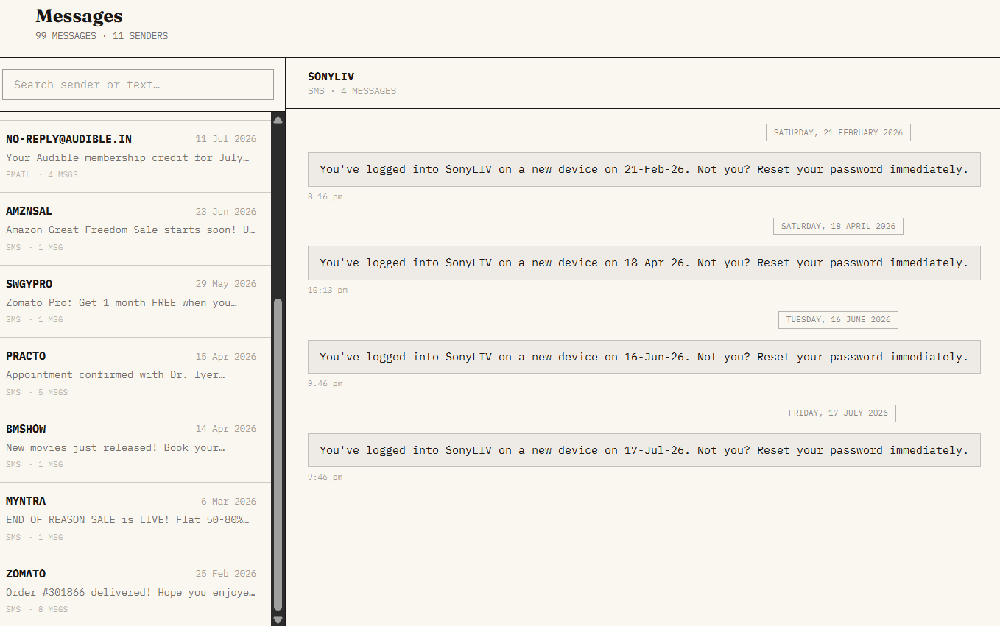 Messages
99 MESSAGES · 11 SENDERS
Search sender or text…
NO-REPLY@AUDIBLE.IN 11 Jul 2026
Your Audible membership credit for July…
EMAIL · 4 MSGS
AMZNSAL 23 Jun 2026
Amazon Great Freedom Sale starts soon! U…
SMS · 1 MSG
SWGYPRO 29 May 2026
Zomato Pro: Get 1 month FREE when you…
SMS · 1 MSG
PRACTO 15 Apr 2026
Appointment confirmed with Dr. Iyer…
SMS · 5 MSGS
BMSHOW 14 Apr 2026
New movies just released! Book your…
SMS · 1 MSG
MYNTRA 6 Mar 2026
END OF REASON SALE is LIVE! Flat 50-80%…
SMS · 1 MSG
ZOMATO 25 Feb 2026
Order #301866 delivered! Hope you enjoye…
SMS · 8 MSGS
SONYLIV
SMS · 4 MESSAGES
SATURDAY, 21 FEBRUARY 2026
You've logged into SonyLIV on a new device on 21-Feb-26. Not you? Reset your password immediately.
8:16 pm
SATURDAY, 18 APRIL 2026
You've logged into SonyLIV on a new device on 18-Apr-26. Not you? Reset your password immediately.
10:13 pm
TUESDAY, 16 JUNE 2026
You've logged into SonyLIV on a new device on 16-Jun-26. Not you? Reset your password immediately.
9:46 pm
FRIDAY, 17 JULY 2026
You've logged into SonyLIV on a new device on 17-Jul-26. Not you? Reset your password immediately.
9:46 pm